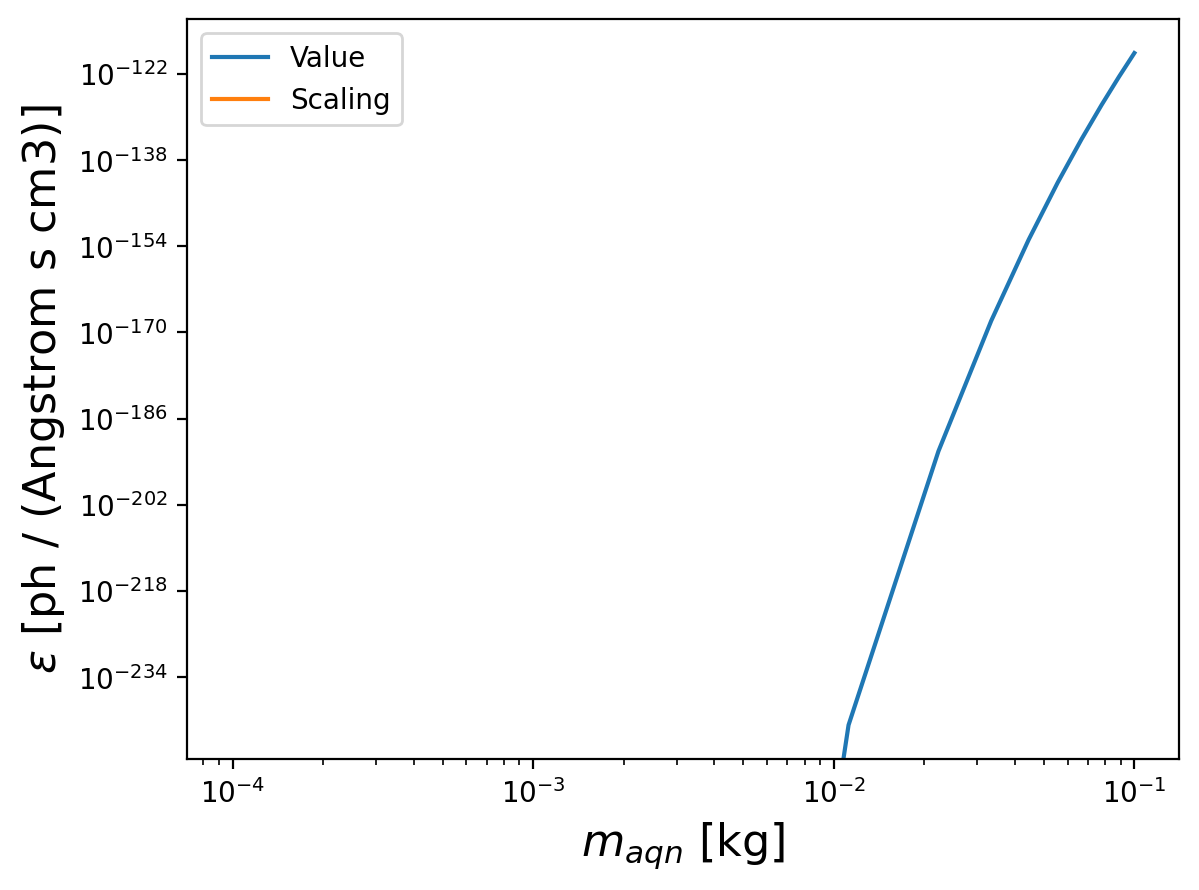 Value
Scaling
10⁻¹²²
10⁻¹³⁸
10⁻¹⁵⁴
10⁻¹⁷⁰
10⁻¹⁸⁶
10⁻²⁰²
10⁻²¹⁸
10⁻²³⁴
ε [ph / (Angstrom s cm3)]
10⁻⁴ 10⁻³ 10⁻² 10⁻¹
m_aqn [kg]